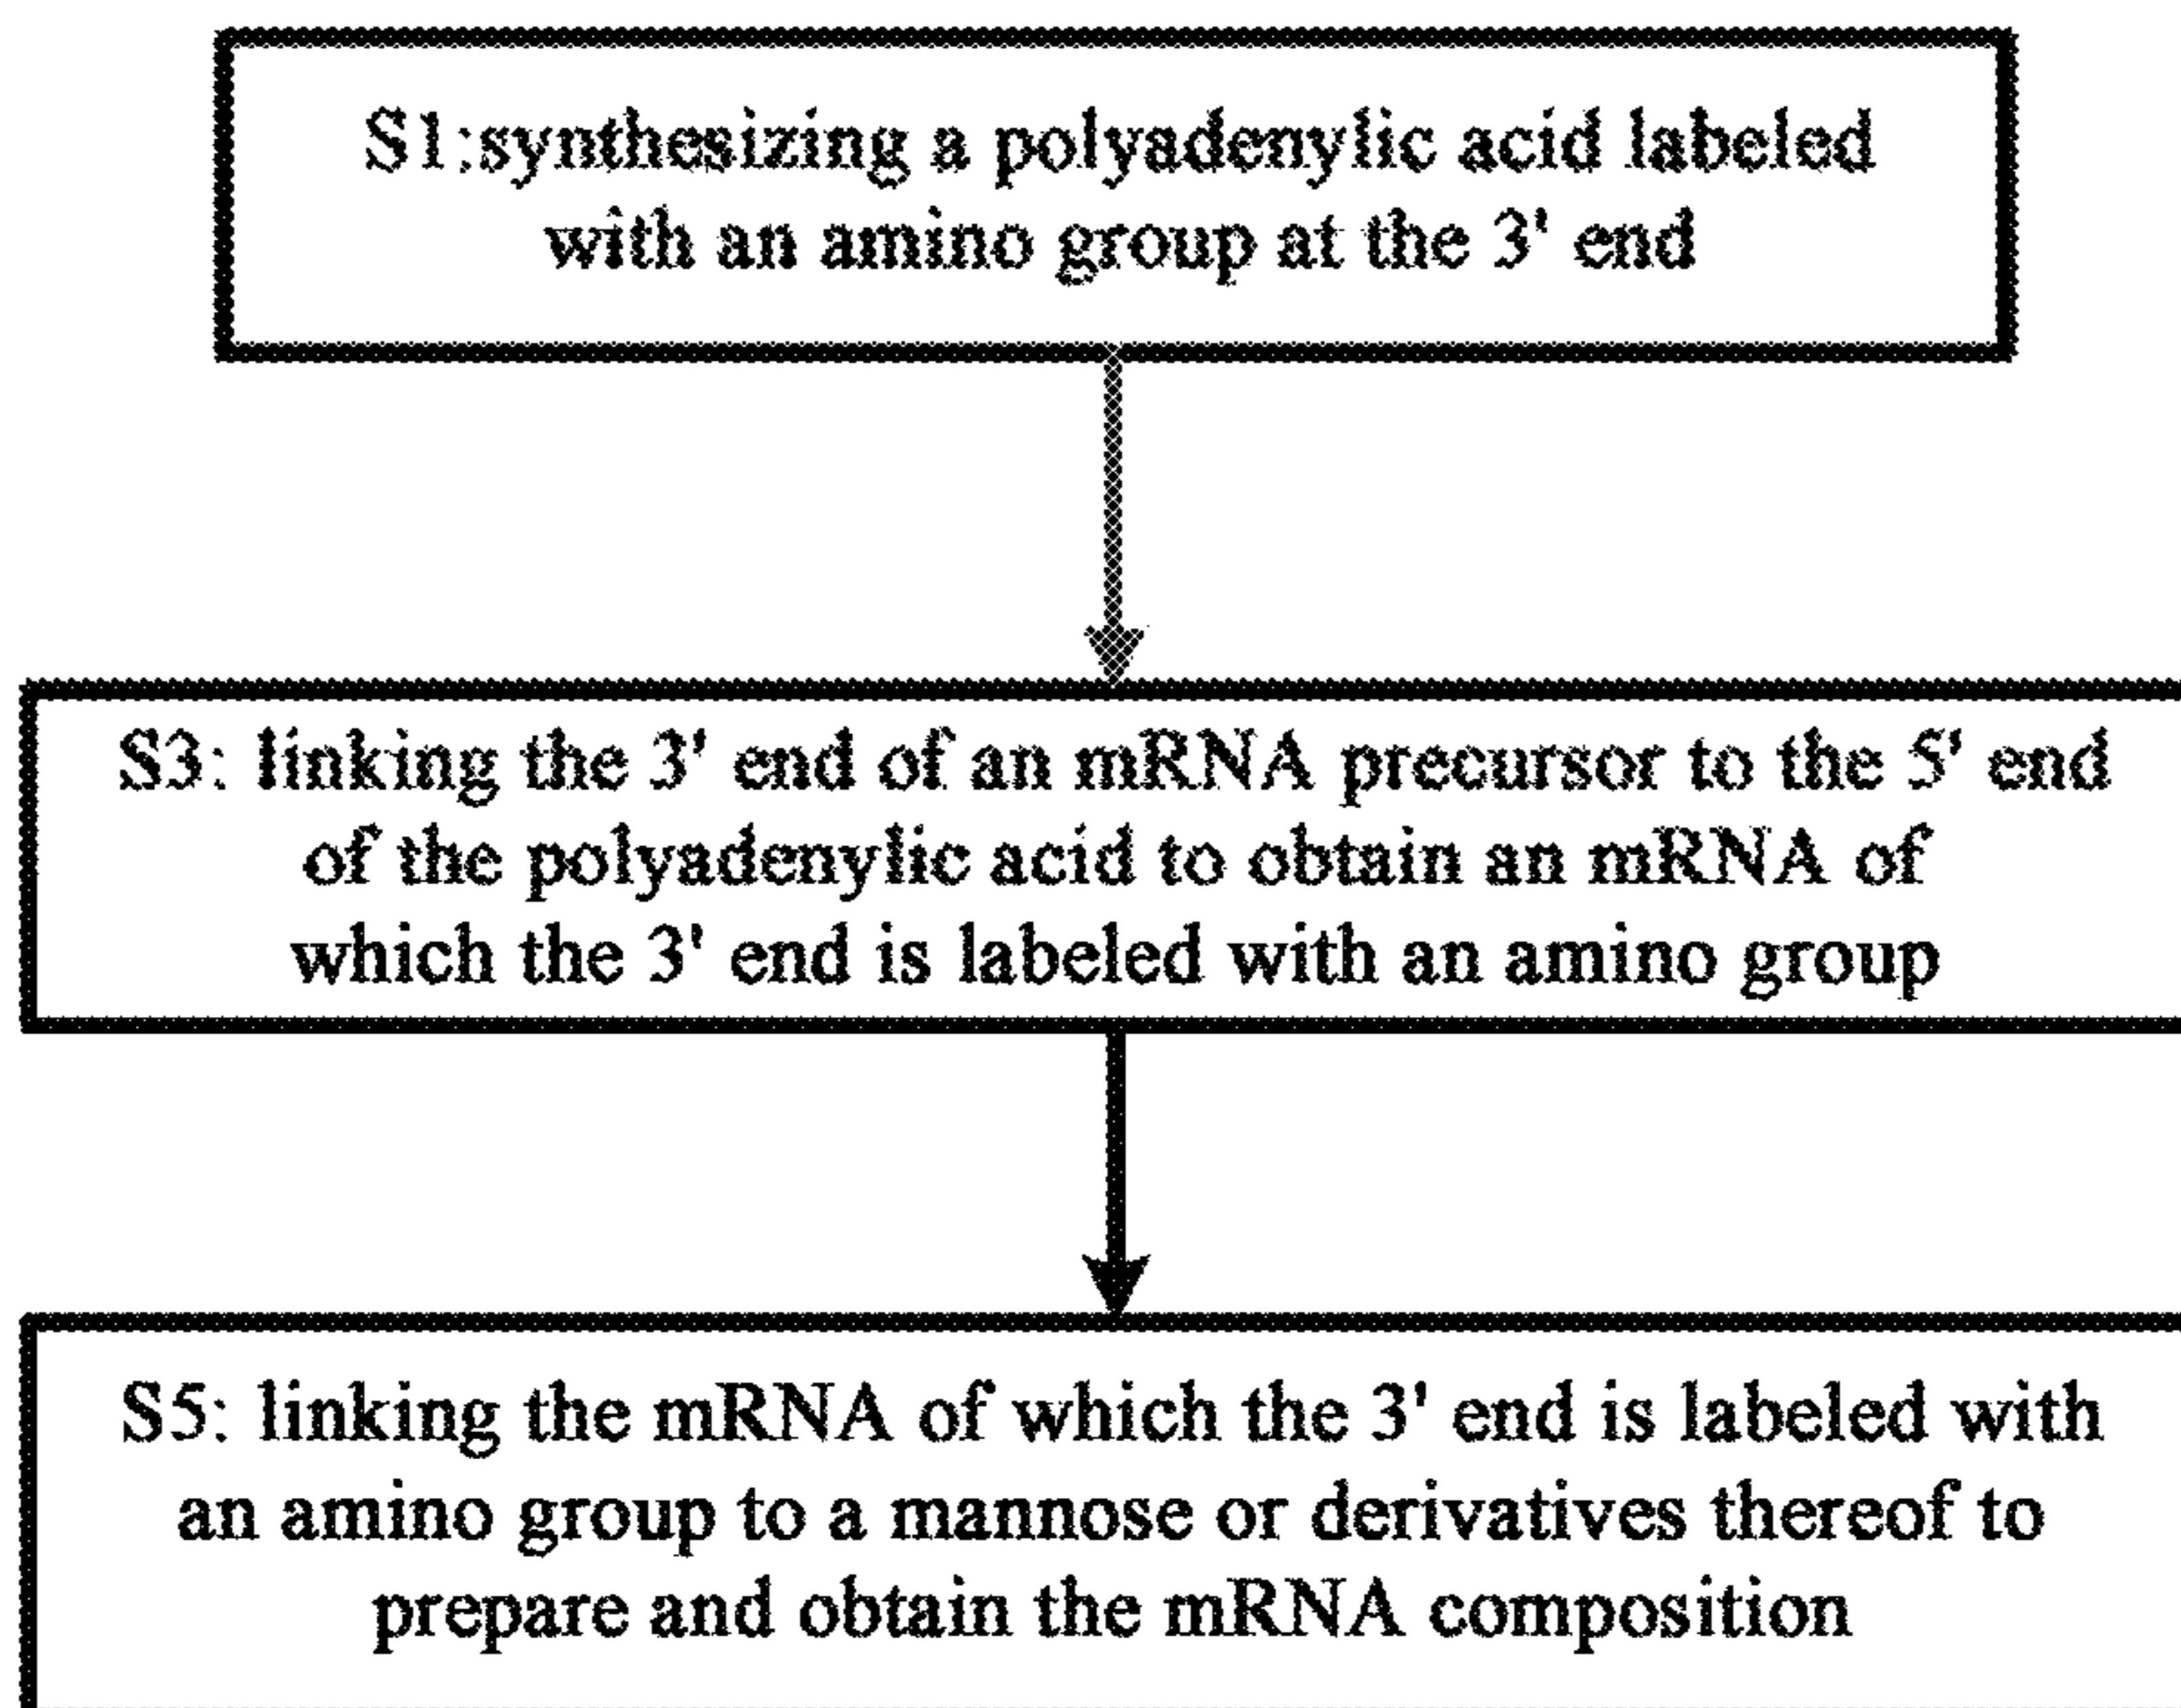 S1:synthesizing a polyadenylic acid labeled
with an amino group at the 3' end
S3: linking the 3' end of an mRNA precursor to the 5' end
of the polyadenylic acid to obtain an mRNA of
which the 3' end is labeled with an amino group
S5: linking the mRNA of which the 3' end is labeled with
an amino group to a mannose or derivatives thereof to
prepare and obtain the mRNA composition